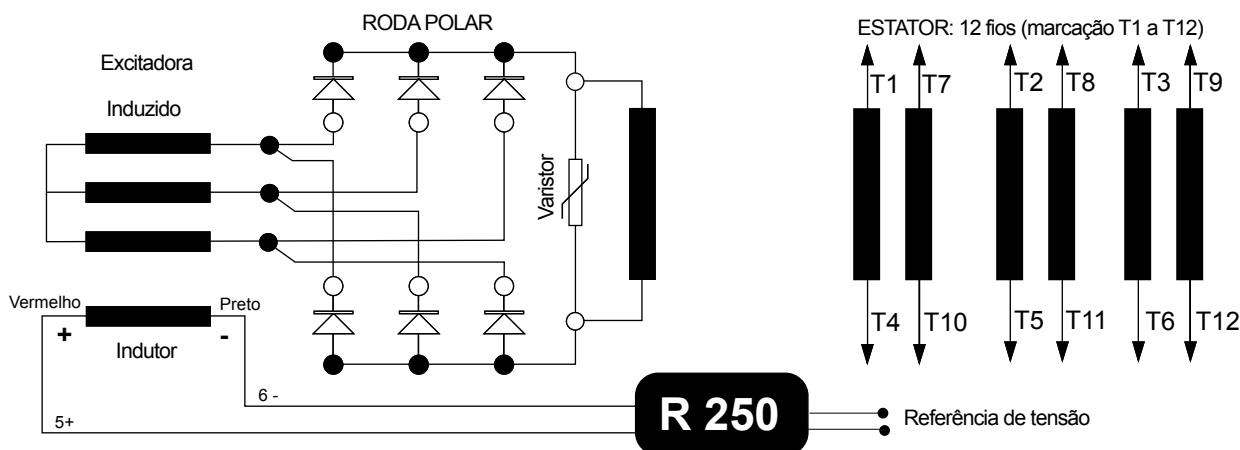 RODA POLAR
ESTATOR: 12 fios (marcação T1 a T12)
Excitadora
Induzido
T1
T7
T2
T8
T3
T9
Varistor
Vermelho
Preto
+
-
Indutor
T4
T10
T5
T11
T6
T12
6 -
5+
R 250
Referência de tensão